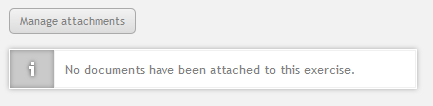 Manage attachments
No documents have been attached to this exercise.